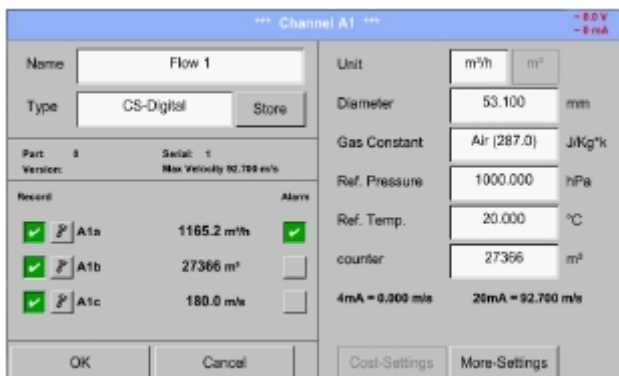 *** Channel A1 ***
~ 0.0 V
~ 0 mA
Name
Flow 1
Type
CS-Digital
Store
Part 0
Serial: 1
Version:
Max Velocity 92.700 m/s
Record
Alarm
A1a
1165.2 m³/h
A1b
27366 m³
A1c
180.0 m/s
OK
Cancel
Unit
m³/h
m³
Diameter
53.100
mm
Gas Constant
Air (287.0)
J/Kg*k
Ref. Pressure
1000.000
hPa
Ref. Temp.
20.000
°C
counter
27366
m³
4mA = 0.000 m/s
20mA = 92.700 m/s
Cost-Settings
More-Settings